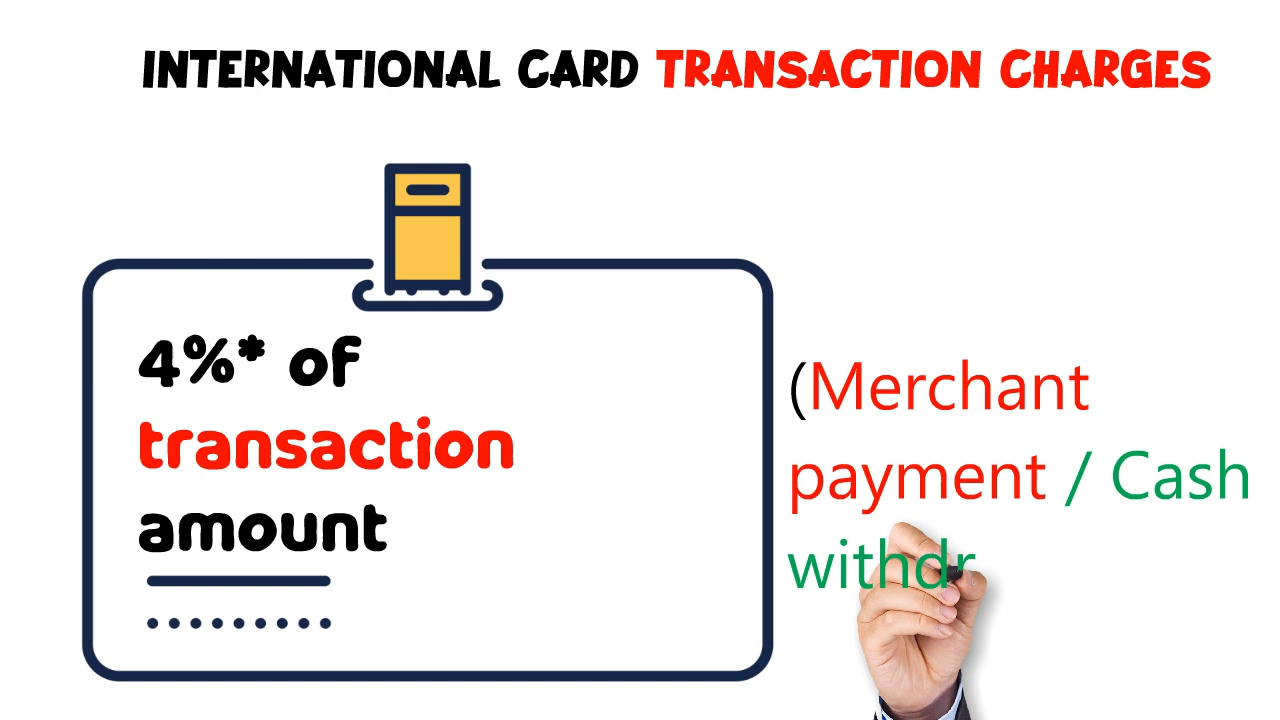 INTERNATIONAL CARD TRANSACTION CHARGES
4%* of
transaction
amount
(Merchant
payment / Cash
withdr